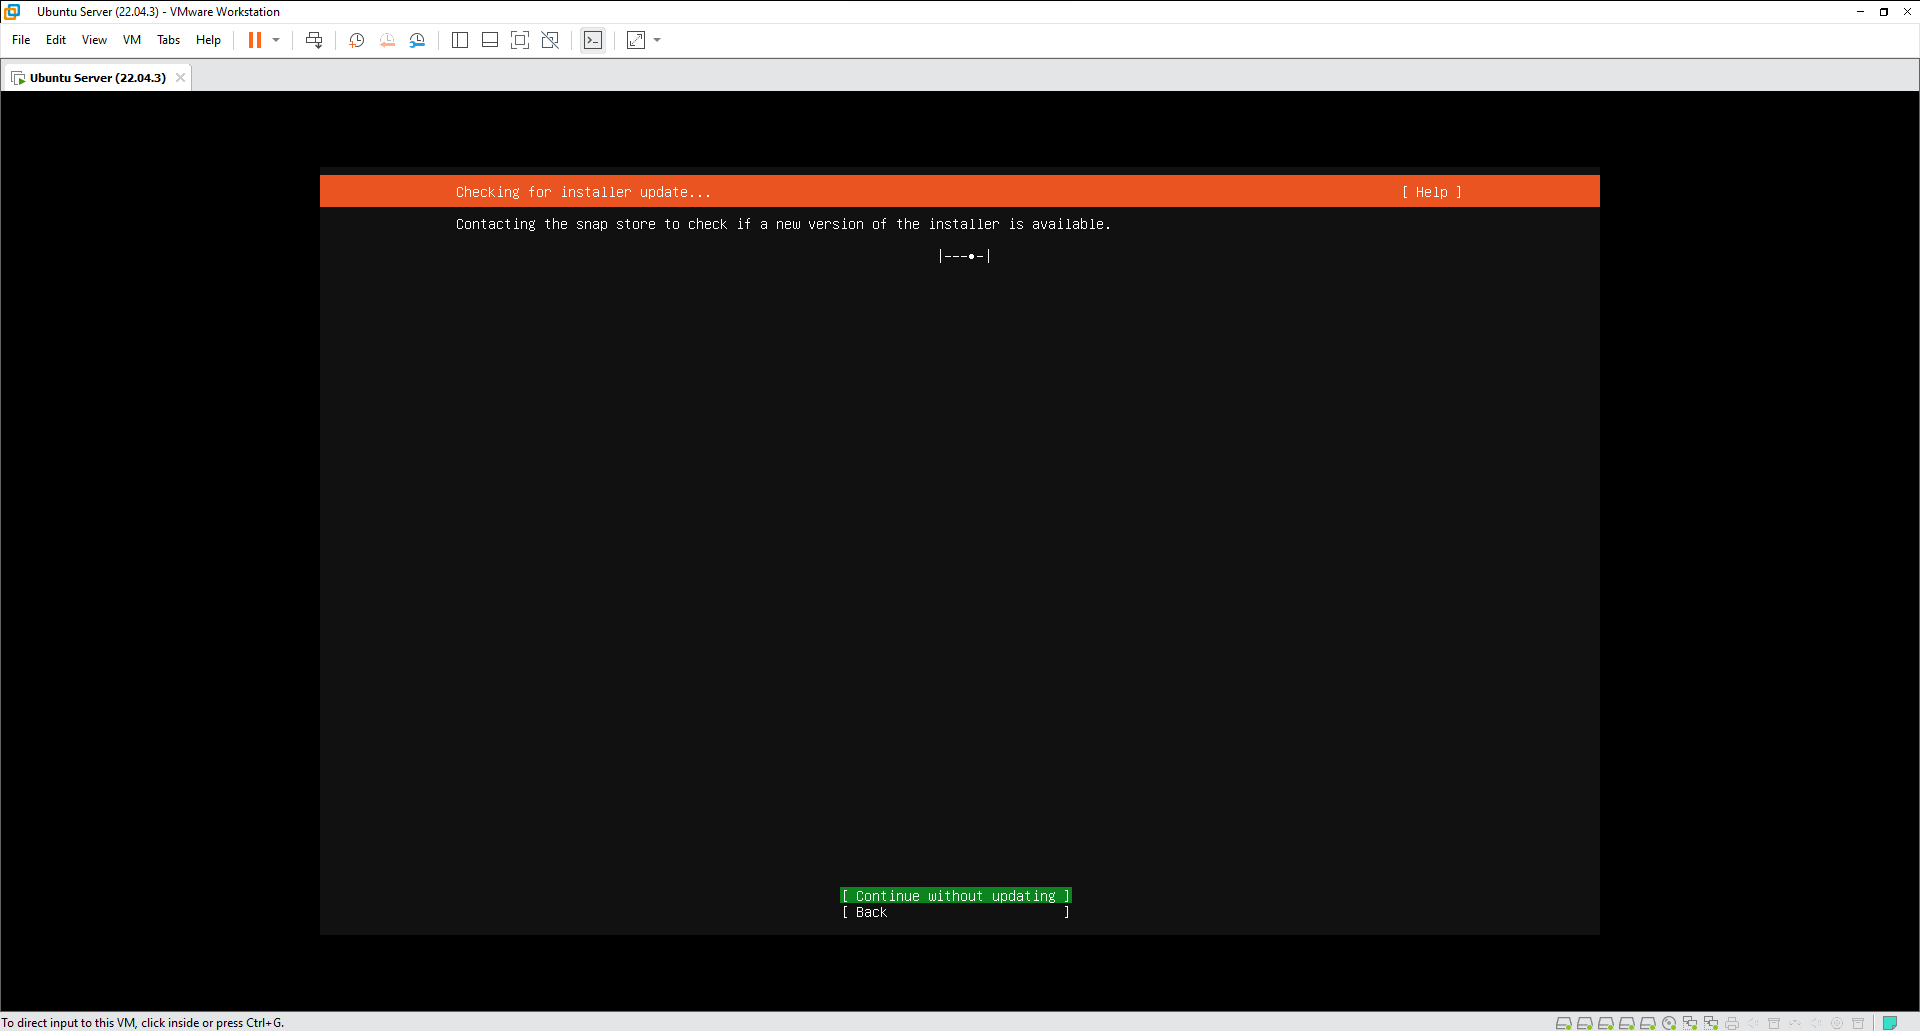 Ubuntu Server (22.04.3) - VMware Workstation
File Edit View VM Tabs Help
Ubuntu Server (22.04.3)
Checking for installer update... [ Help ]
Contacting the snap store to check if a new version of the installer is available.
|---•-|
[ Continue without updating ]
[ Back ]
To direct input to this VM, click inside or press Ctrl+G.